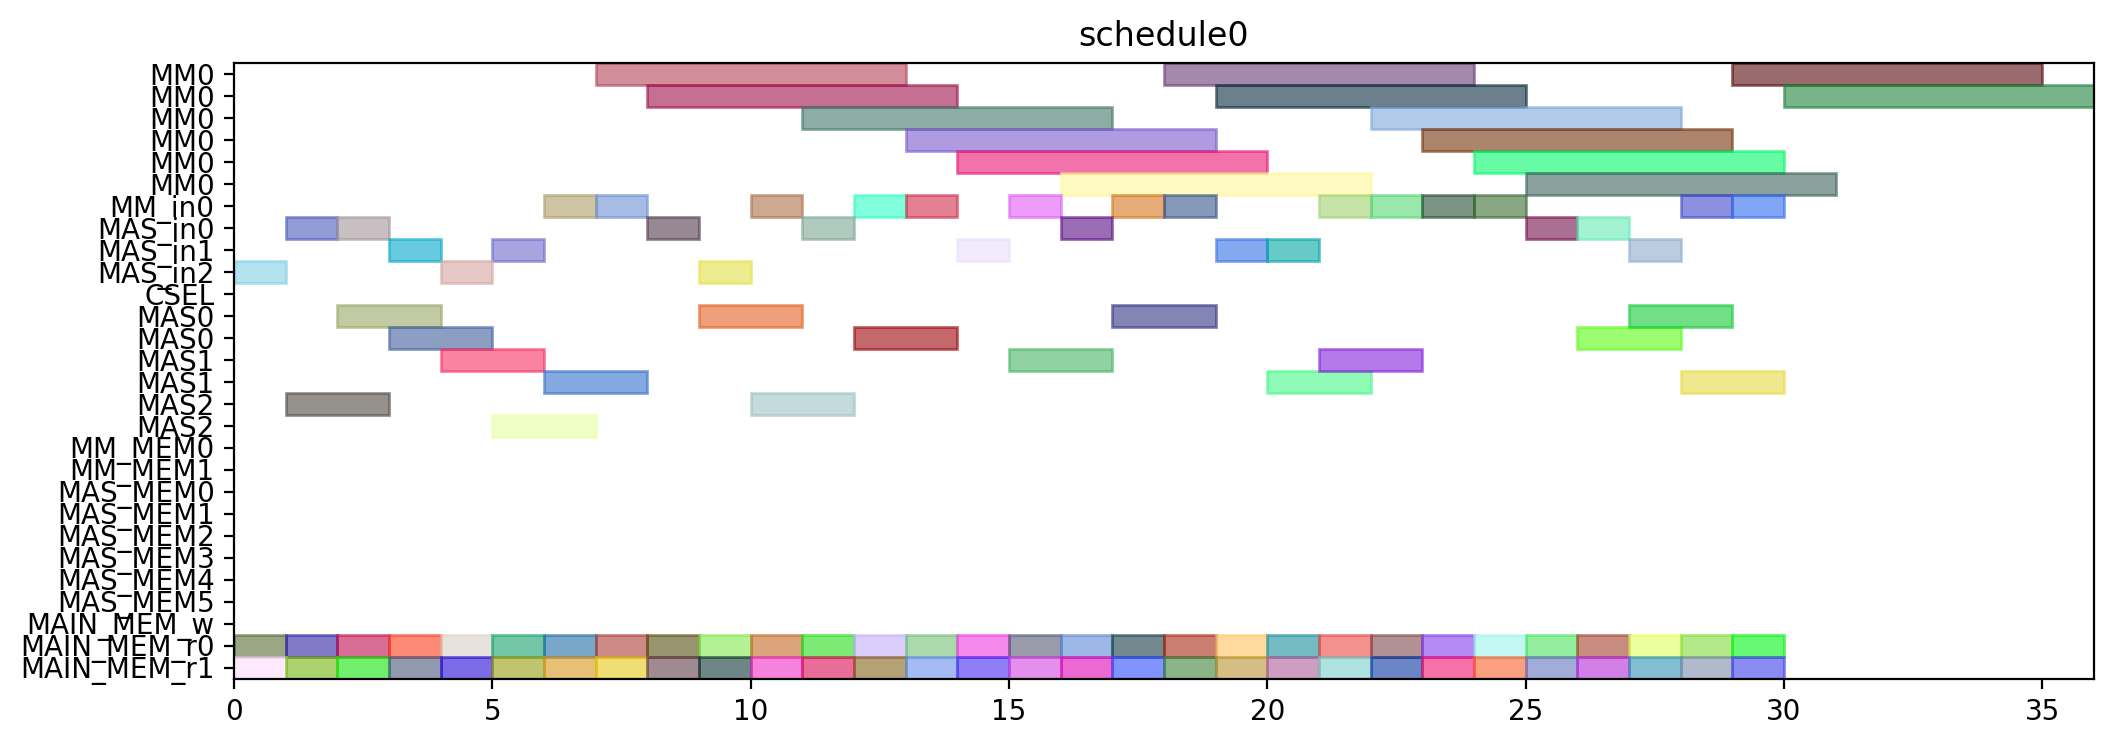 schedule0
MM0
MM0
MM0
MM0
MM0
MM0
MM_in0
MAS_in0
MAS_in1
MAS_in2
CSEL
MAS0
MAS0
MAS1
MAS1
MAS2
MAS2
MM_MEM0
MM_MEM1
MAS_MEM0
MAS_MEM1
MAS_MEM2
MAS_MEM3
MAS_MEM4
MAS_MEM5
MAIN_MEM_w
MAIN_MEM_r0
MAIN_MEM_r1
0 5 10 15 20 25 30 35